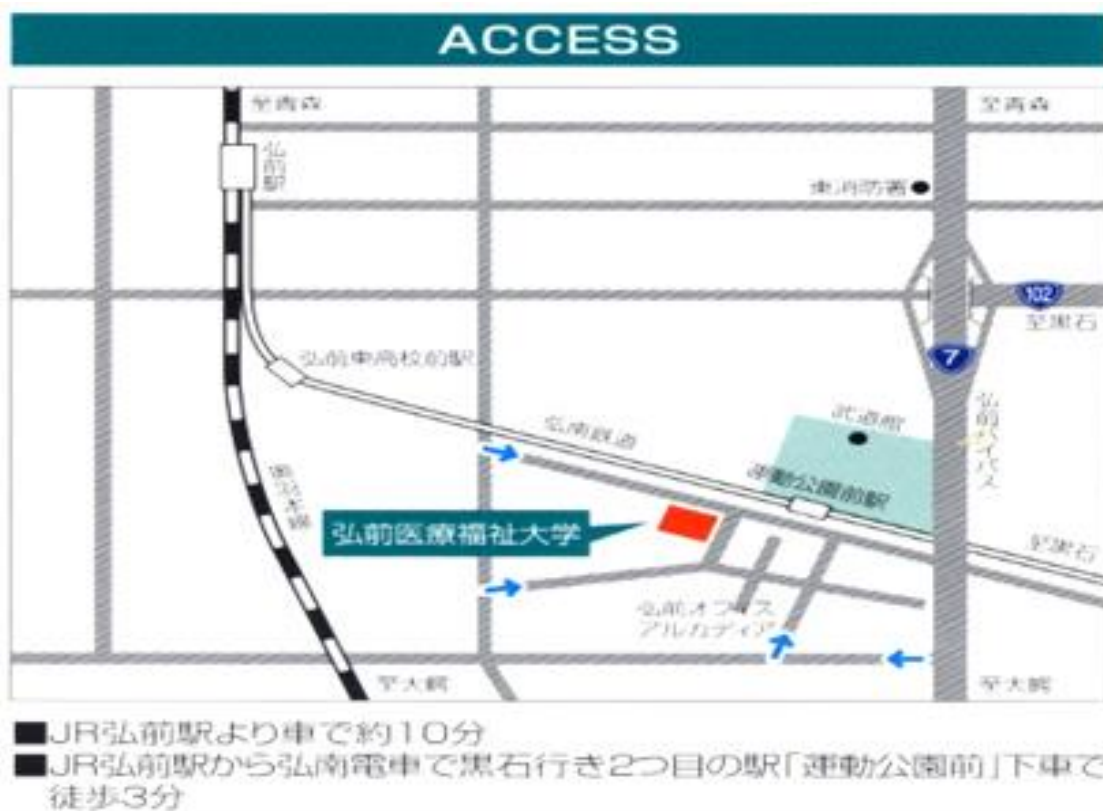 ACCESS
至青森
至青森
弘前駅
東消防署
102
至黒石
弘前東高校前駅
7
武道館
弘前バイパス
弘南鉄道
運動公園前駅
奥羽本線
弘前医療福祉大学
至黒石
弘前オフィス
アルカディア
至大鰐
至大鰐
■JR弘前駅より車で約10分
■JR弘前駅から弘南電車で黒石行き2つ目の駅「運動公園前」下車で
徒歩3分